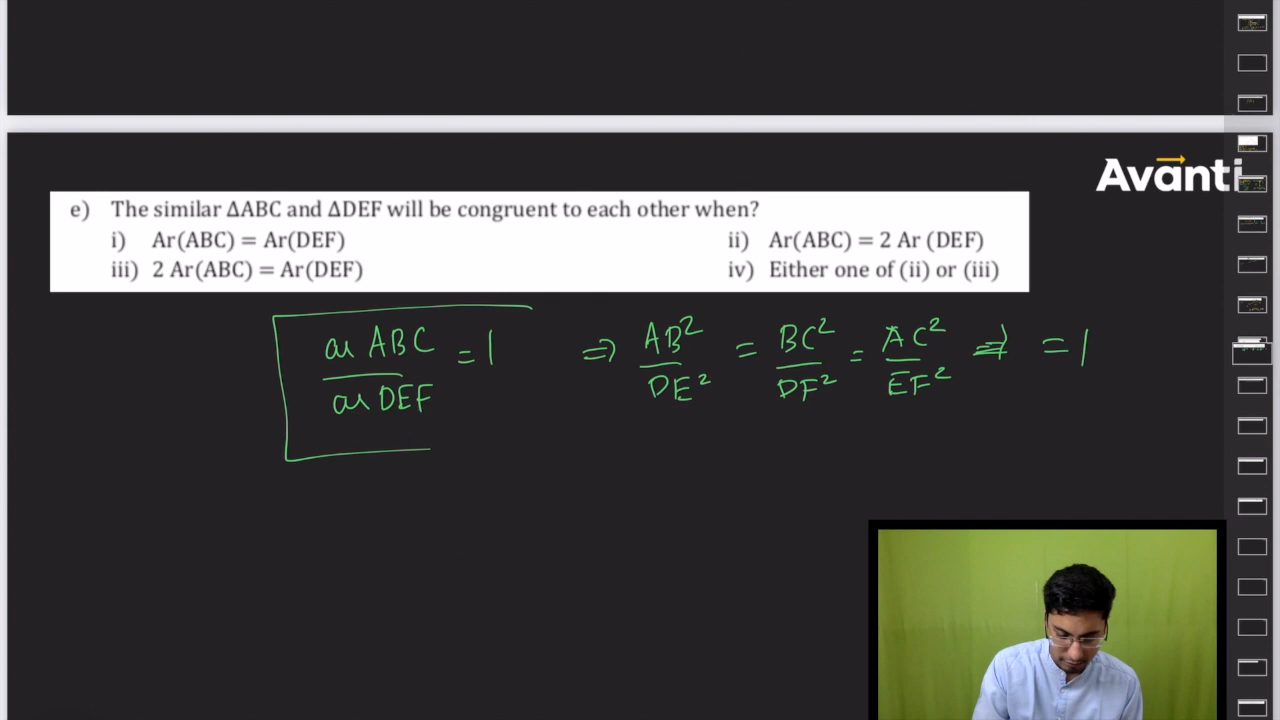 Avanti
e) The similar ΔABC and ΔDEF will be congruent to each other when?
i) Ar(ABC) = Ar(DEF) ii) Ar(ABC) = 2 Ar (DEF)
iii) 2 Ar(ABC) = Ar(DEF) iv) Either one of (ii) or (iii)
ar ABC / ar DEF = 1 ⇒ AB² / DE² = BC² / DF² = AC² / EF² = 1